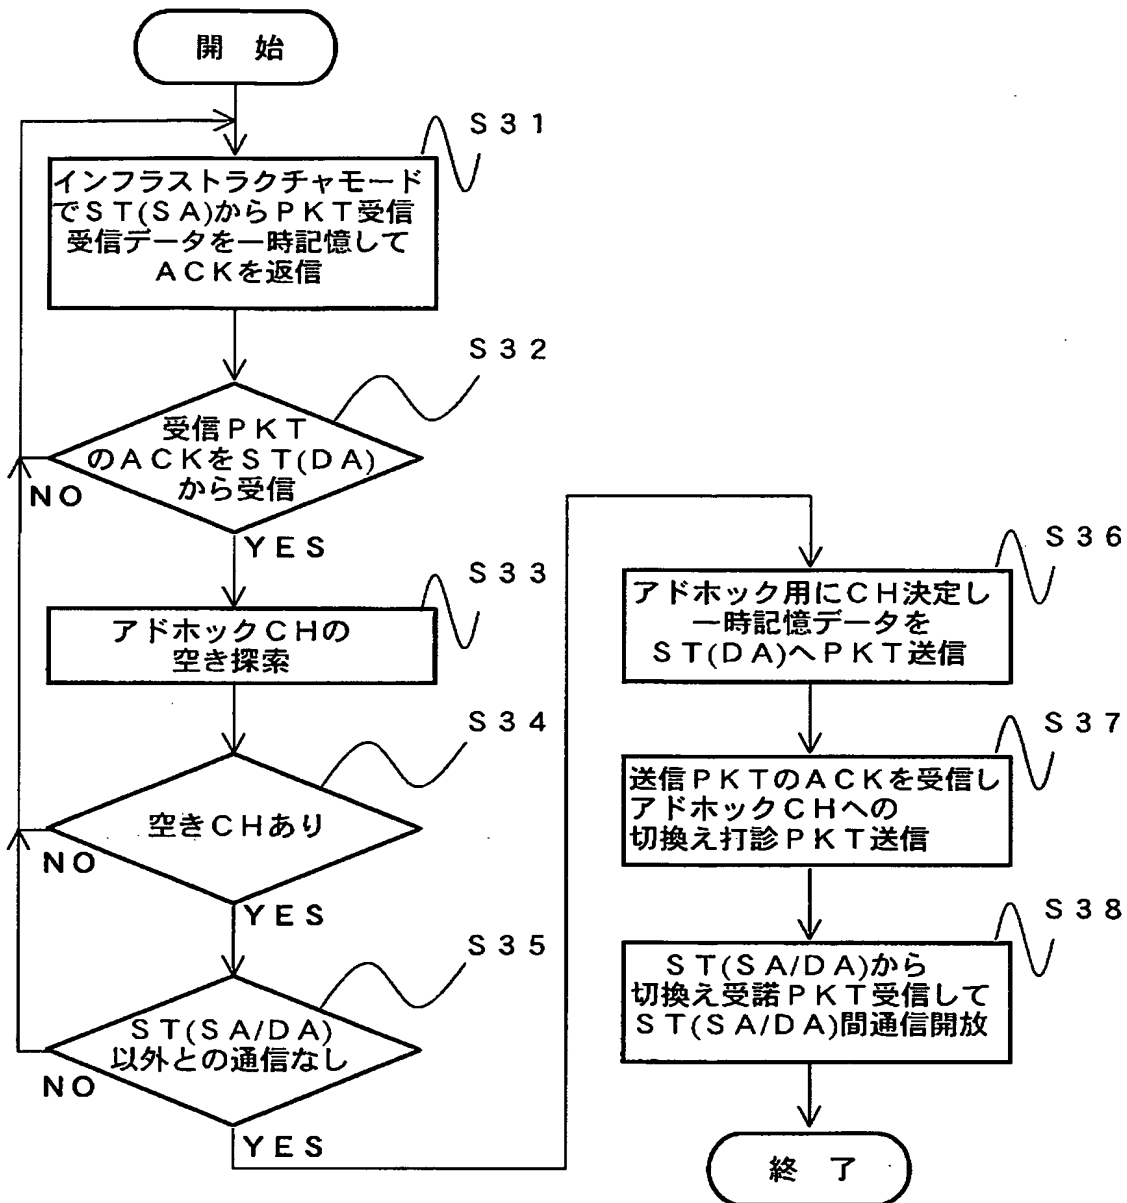 開 始
S31
インフラストラクチャモード
でST(SA)からPKT受信
受信データを一時記憶して
ACKを返信
S32
受信PKT
のACKをST(DA)
から受信
NO
YES
S33
アドホックCHの
空き探索
S34
空きCHあり
NO
YES
S35
ST(SA/DA)
以外との通信なし
NO
YES
S36
アドホック用にCH決定し
一時記憶データを
ST(DA)へPKT送信
S37
送信PKTのACKを受信し
アドホックCHへの
切換え打診PKT送信
S38
ST(SA/DA)から
切換え受諾PKT受信して
ST(SA/DA)間通信開放
終 了